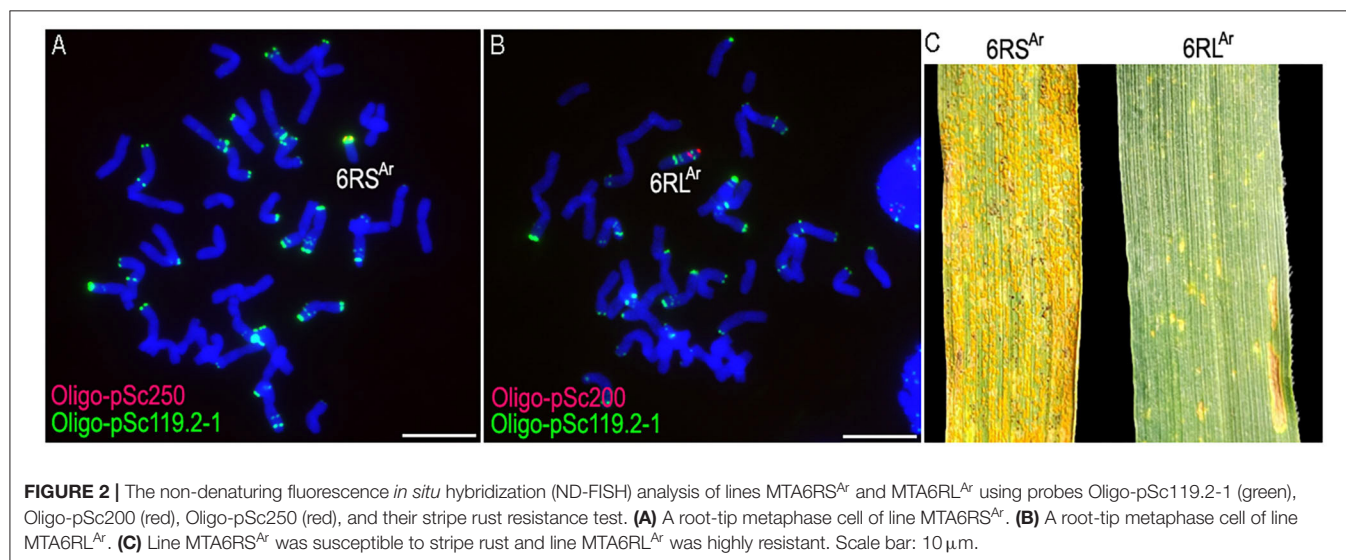 A
6RS^Ar
Oligo-pSc250
Oligo-pSc119.2-1
B
6RL^Ar
Oligo-pSc200
Oligo-pSc119.2-1
C
6RS^Ar 6RL^Ar
FIGURE 2 | The non-denaturing fluorescence in situ hybridization (ND-FISH) analysis of lines MTA6RS^Ar and MTA6RL^Ar using probes Oligo-pSc119.2-1 (green),
Oligo-pSc200 (red), Oligo-pSc250 (red), and their stripe rust resistance test. (A) A root-tip metaphase cell of line MTA6RS^Ar. (B) A root-tip metaphase cell of line
MTA6RL^Ar. (C) Line MTA6RS^Ar was susceptible to stripe rust and line MTA6RL^Ar was highly resistant. Scale bar: 10 μm.